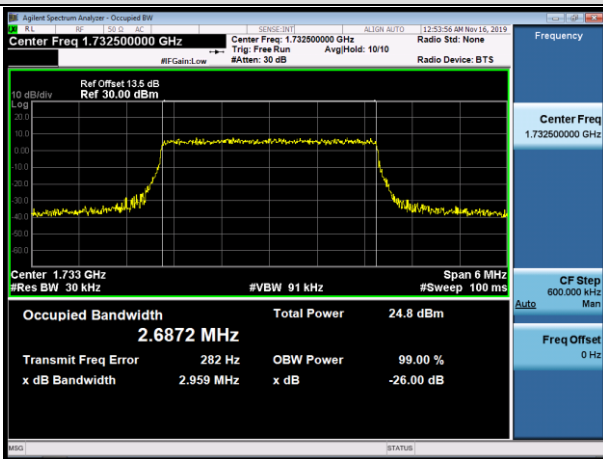 Agilent Spectrum Analyzer - Occupied BW
RL RF 50 Ω AC SENSE:INT ALIGN AUTO 12:53:56 AM Nov 16, 2019
Center Freq 1.732500000 GHz
Center Freq: 1.732500000 GHz
Radio Std: None
Trig: Free Run Avg|Hold: 10/10
#IFGain:Low #Atten: 30 dB Radio Device: BTS
Frequency
Ref Offset 13.5 dB
10 dB/div Ref 30.00 dBm
Log
20.0
10.0
0.00
-10.0
-20.0
-30.0
-40.0
-50.0
-60.0
Center Freq
1.732500000 GHz
Center 1.733 GHz Span 6 MHz
#Res BW 30 kHz #VBW 91 kHz #Sweep 100 ms
CF Step
600.000 kHz
Auto Man
Occupied Bandwidth Total Power 24.8 dBm
2.6872 MHz
Transmit Freq Error 282 Hz OBW Power 99.00 %
x dB Bandwidth 2.959 MHz x dB -26.00 dB
Freq Offset
0 Hz
MSG STATUS